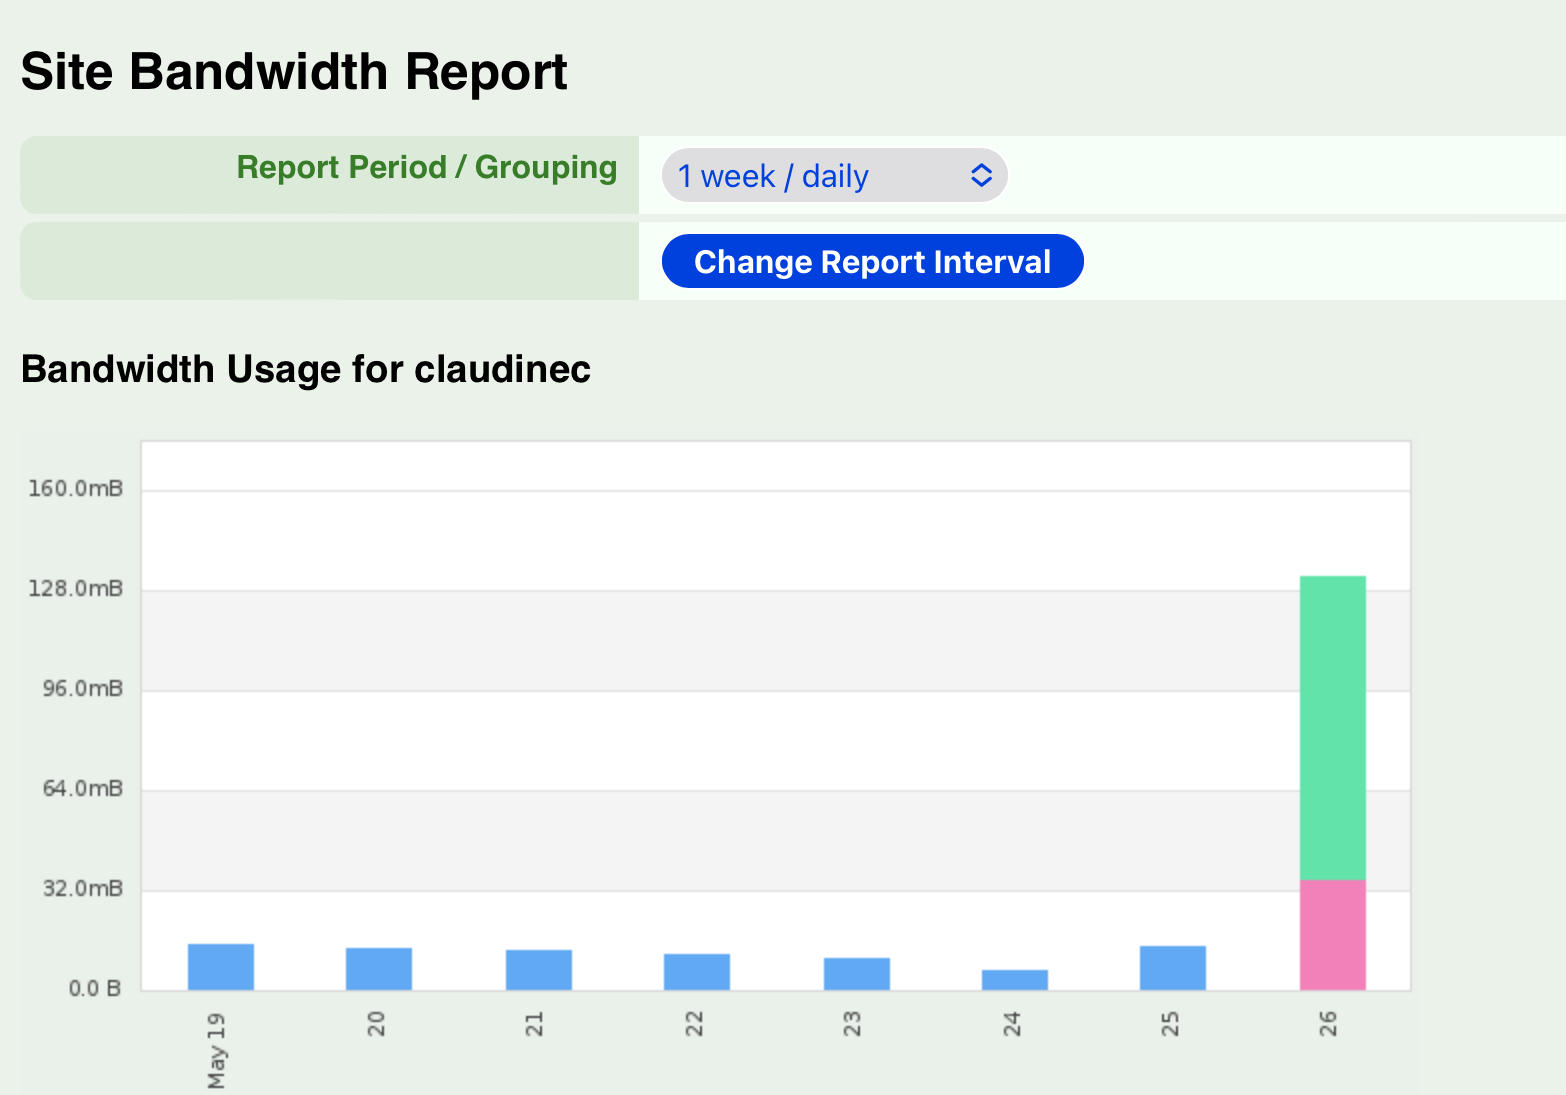 Site Bandwidth Report
Report Period / Grouping
1 week / daily
Change Report Interval
Bandwidth Usage for claudinec
160.0mB
128.0mB
96.0mB
64.0mB
32.0mB
0.0 B
May 19
20
21
22
23
24
25
26